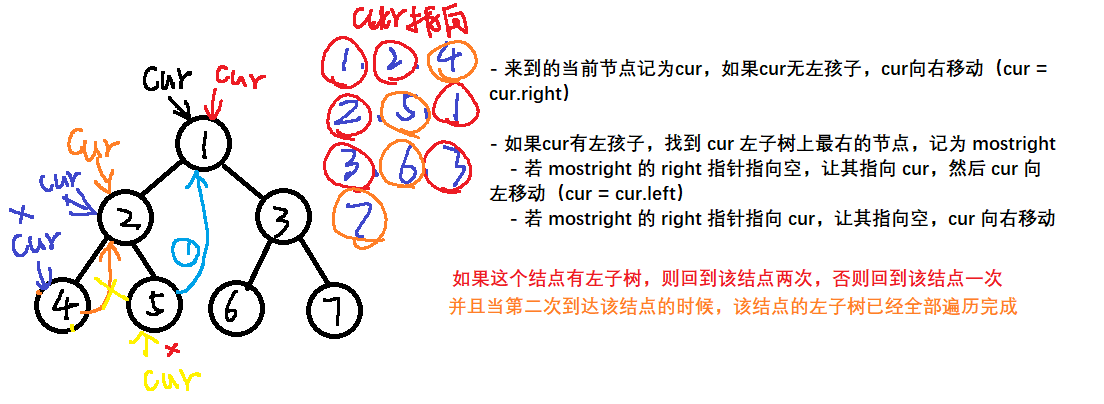 cur指向
1. 2. 4
2. 5. 1
3. 6. 3
7
cur
cur
cur
cur
cur
cur
1
2
3
4
5
6
7
1
x
x
- 来到的当前节点记为cur，如果cur无左孩子，cur向右移动（cur =
cur.right）
- 如果cur有左孩子，找到 cur 左子树上最右的节点，记为 mostright
- 若 mostright 的 right 指针指向空，让其指向 cur，然后 cur 向
左移动（cur = cur.left）
- 若 mostright 的 right 指针指向 cur，让其指向空，cur 向右移动
如果这个结点有左子树，则回到该结点两次，否则回到该结点一次
并且当第二次到达该结点的时候，该结点的左子树已经全部遍历完成